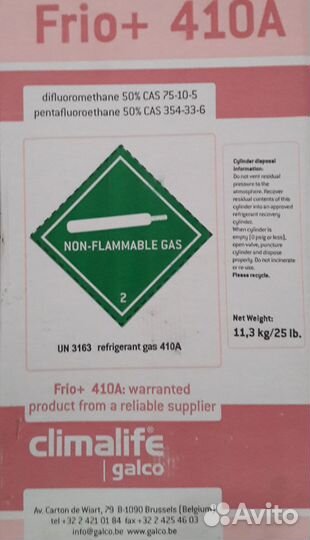 Frio+ 410A
difluoromethane 50% CAS 75-10-5
pentafluoroethane 50% CAS 354-33-6
NON-FLAMMABLE GAS
2
UN 3163 refrigerant gas 410A
Cylinder disposal
information:
Do not vent residual
pressure to the
atmosphere. Recover
residual contents of this
cylinder into an approved
refrigerant recovery
cylinder.
When cylinder is
empty (0 psig or less),
open valve, puncture
cylinder and dispose
properly. Do not incinerate
or re-use.
Please recycle.
Net Weight:
11,3 kg/25 lb.
Frio+ 410A: warranted
product from a reliable supplier
climalife
galco
Av. Carton de Wiart, 79 B-1090 Brussels (Belgium)
tel +32 2 421 01 84 fax +32 2 425 46 03
info@galco.be www.galco.be
Avito